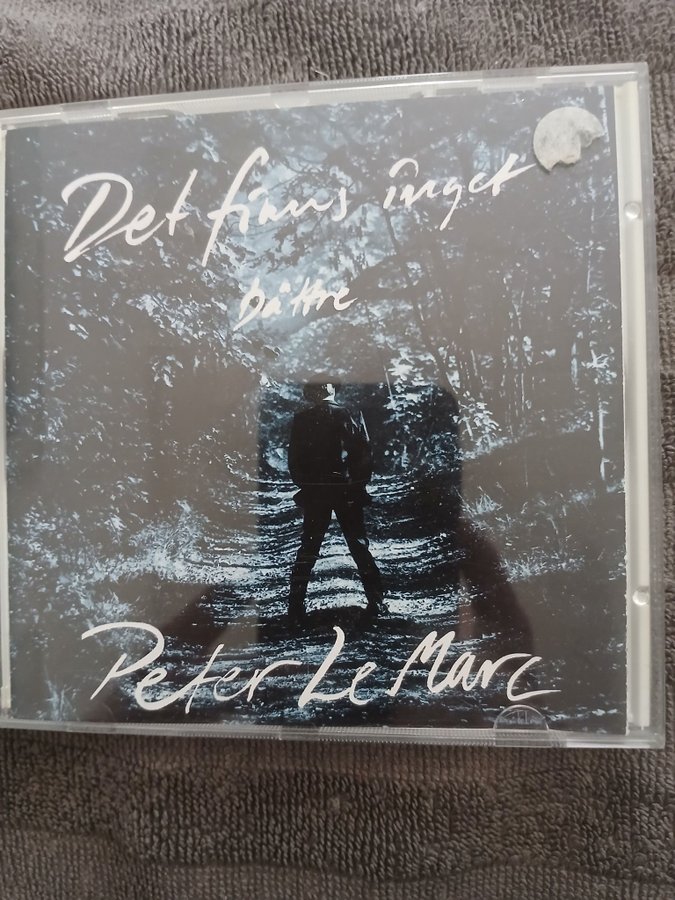 Det finns inget
bättre
Peter LeMarc